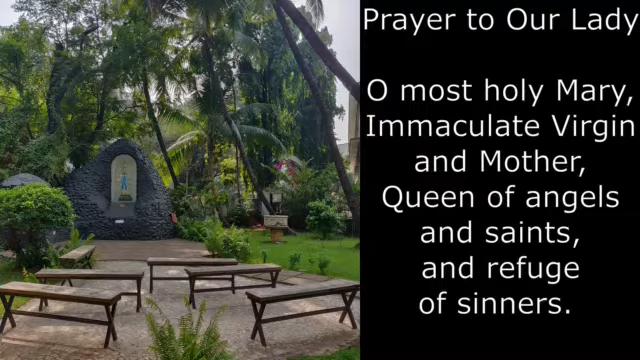 Prayer to Our Lady
O most holy Mary,
Immaculate Virgin
and Mother,
Queen of angels
and saints,
and refuge
of sinners.